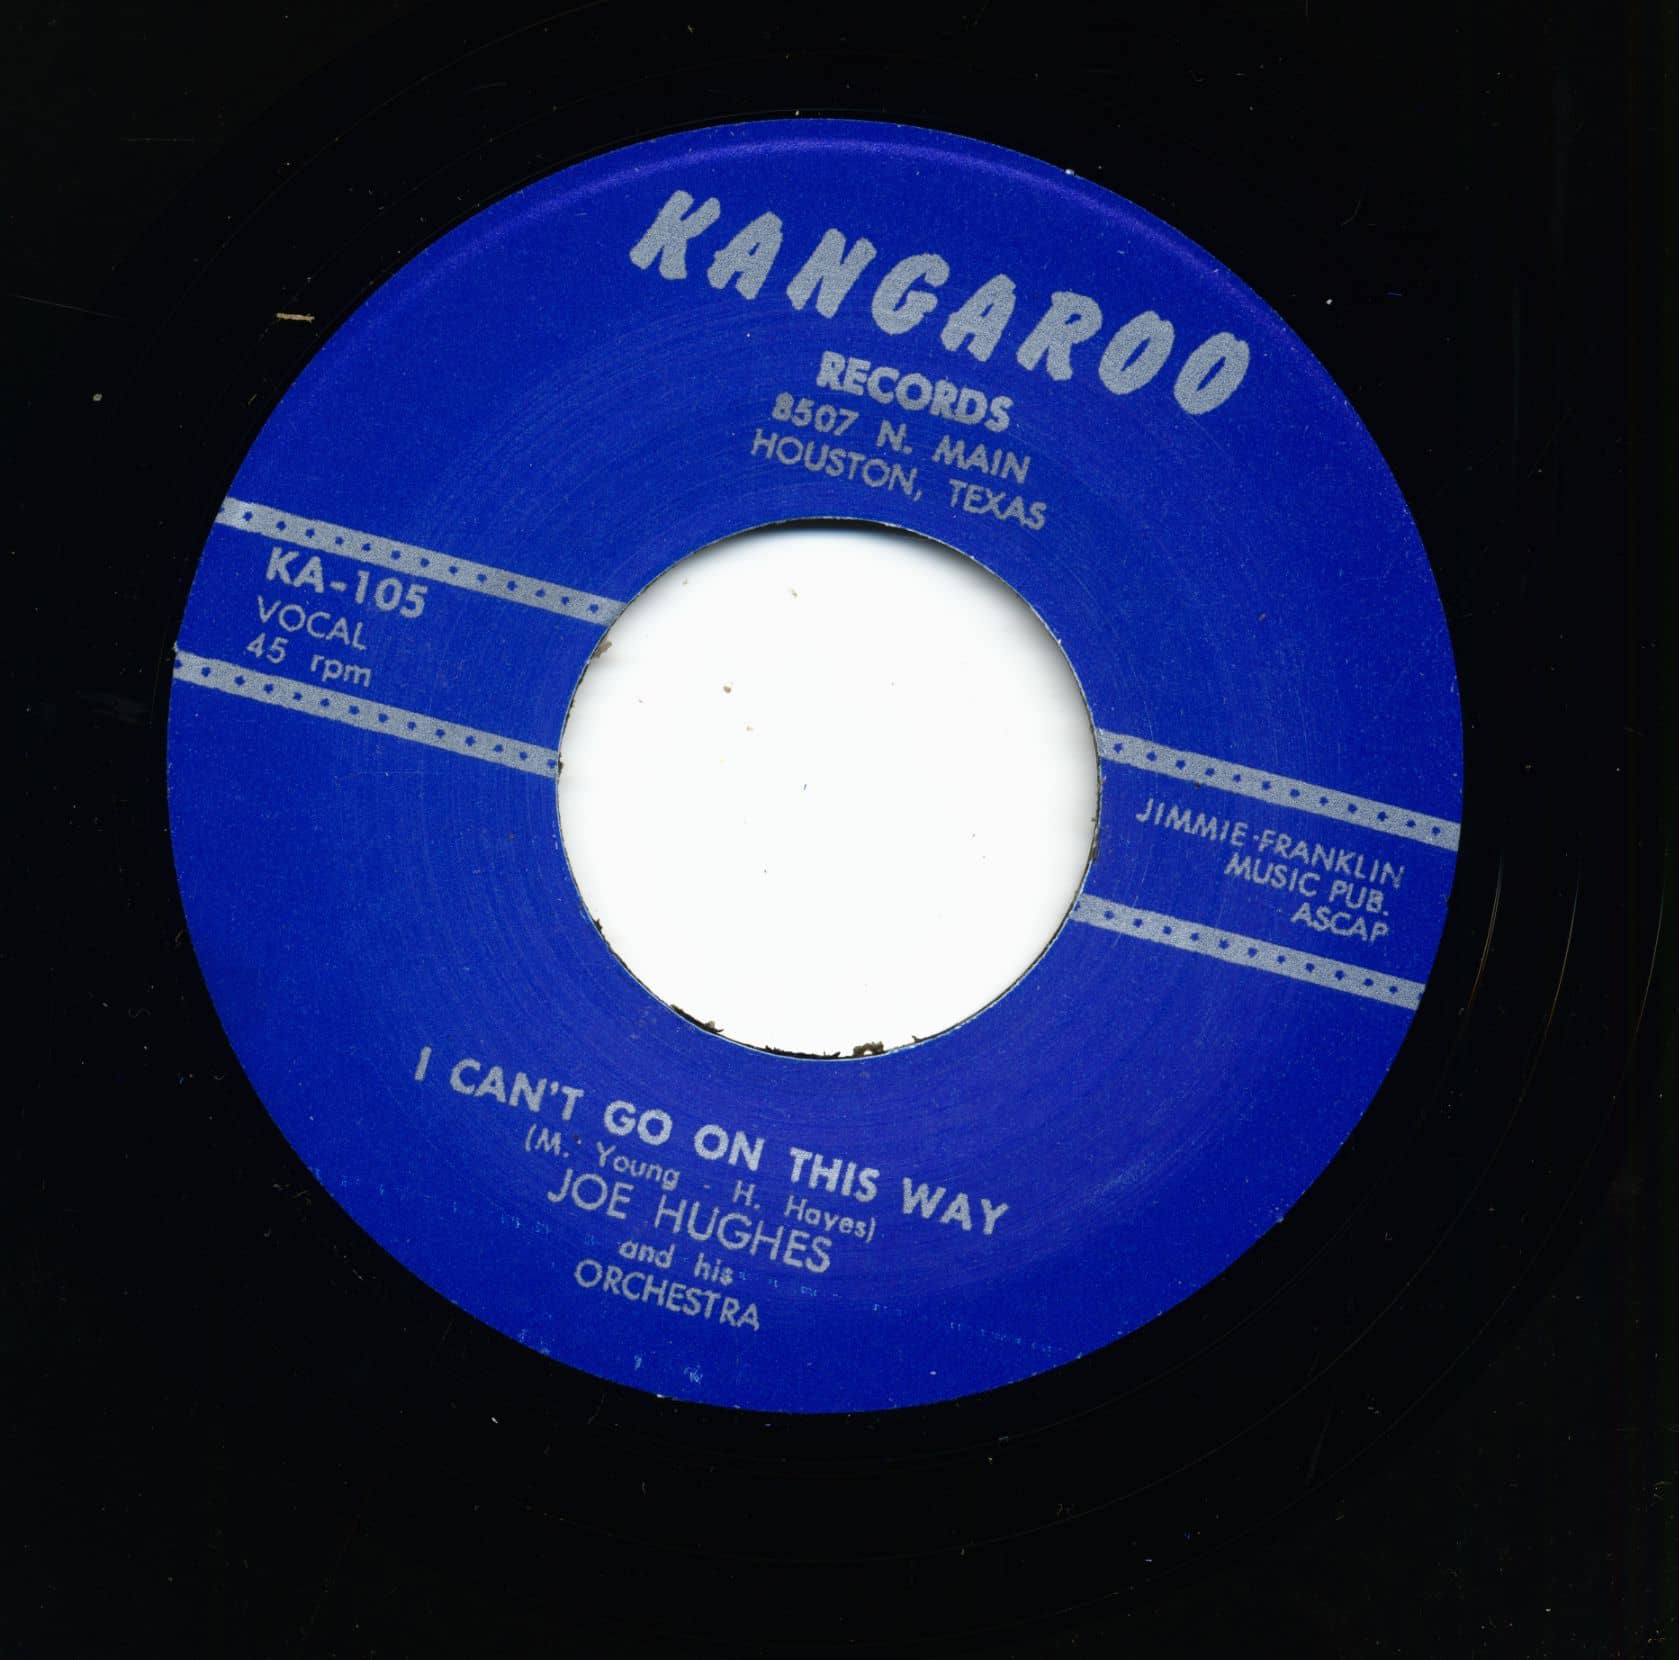 KANGAROO
RECORDS
8507 N. MAIN
HOUSTON, TEXAS
KA-105
VOCAL
45 rpm
JIMMIE-FRANKLIN
MUSIC PUB.
ASCAP
I CAN'T GO ON THIS WAY
(M. Young - H. Hayes)
JOE HUGHES
and his
ORCHESTRA